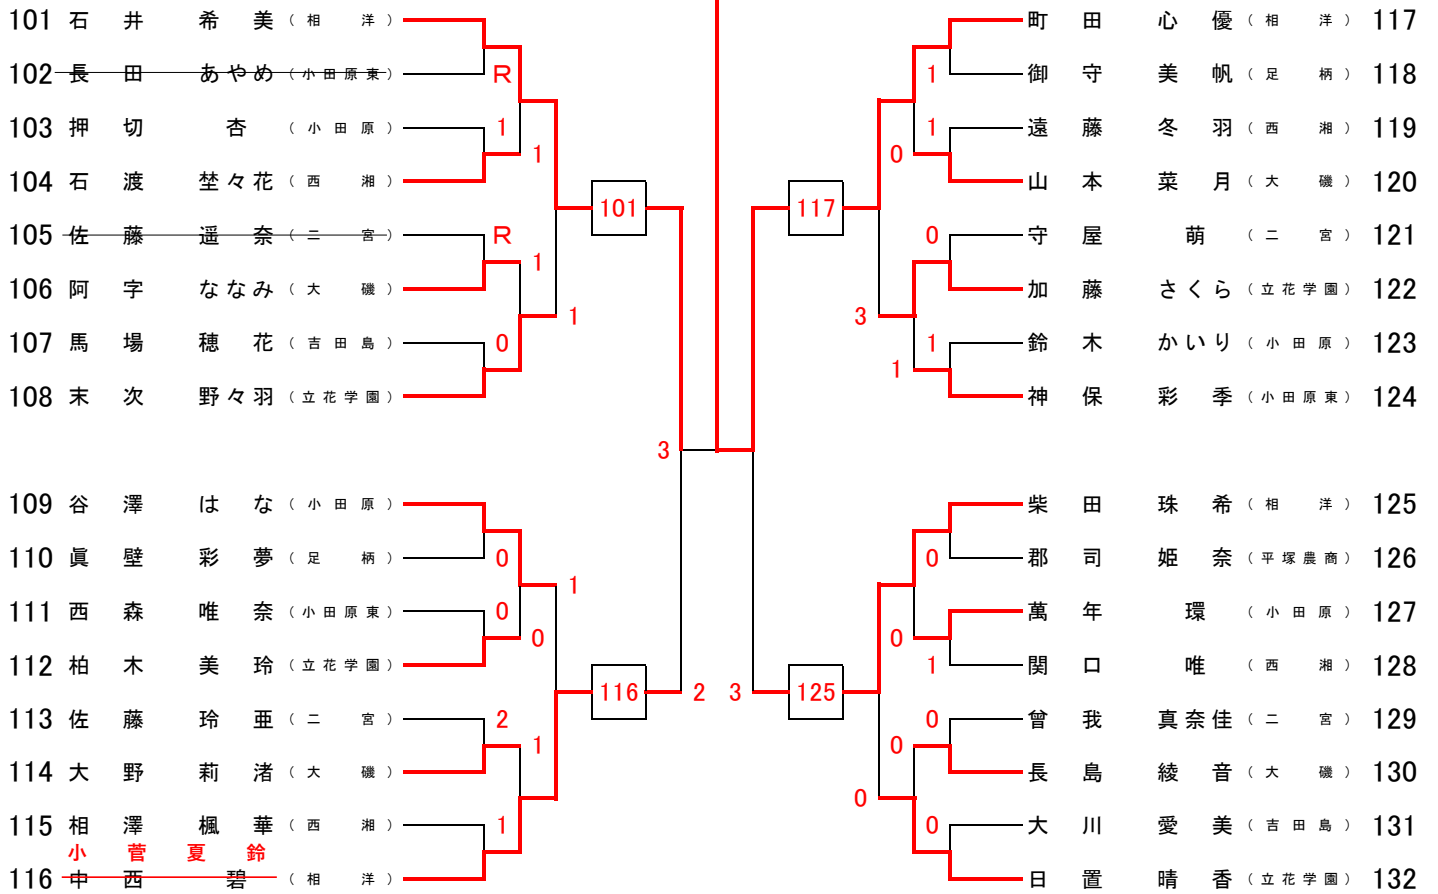 101 石井 希美 (相洋)
102 長田 あやめ (小田原東)
R
103 押切 杏 (小田原)
1
1
104 石渡 埜々花 (西湘)
101
105 佐藤 遥奈 (二宮)
R
1
106 阿字 ななみ (大磯)
1
107 馬場 穂花 (吉田島)
0
108 末次 野々羽 (立花学園)
3
109 谷澤 はな (小田原)
110 眞壁 彩夢 (足柄)
0
1
111 西森 唯奈 (小田原東)
0
0
112 柏木 美玲 (立花学園)
116
2
113 佐藤 玲亜 (二宮)
2
1
114 大野 莉渚 (大磯)
115 相澤 楓華 (西湘)
1
小菅夏鈴
116 中西 碧 (相洋)
町田 心優 (相洋) 117
1
御守 美帆 (足柄) 118
1
遠藤 冬羽 (西湘) 119
0
山本 菜月 (大磯) 120
117
0
守屋 萌 (二宮) 121
加藤 さくら (立花学園) 122
3
1
鈴木 かいり (小田原) 123
1
神保 彩季 (小田原東) 124
柴田 珠希 (相洋) 125
0
郡司 姫奈 (平塚農商) 126
萬年 環 (小田原) 127
0
1
関口 唯 (西湘) 128
3
125
0
曾我 真奈佳 (二宮) 129
0
長島 綾音 (大磯) 130
0
0
大川 愛美 (吉田島) 131
日置 晴香 (立花学園) 132